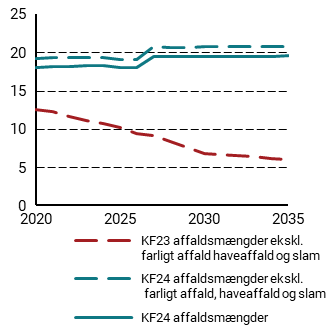 25
20
15
10
5
0
2020
2025
2030
2035
KF23 affaldsmængder ekskl.
farligt affald haveaffald og slam
KF24 affaldsmængder ekskl.
farligt affald, haveaffald og slam
KF24 affaldsmængder